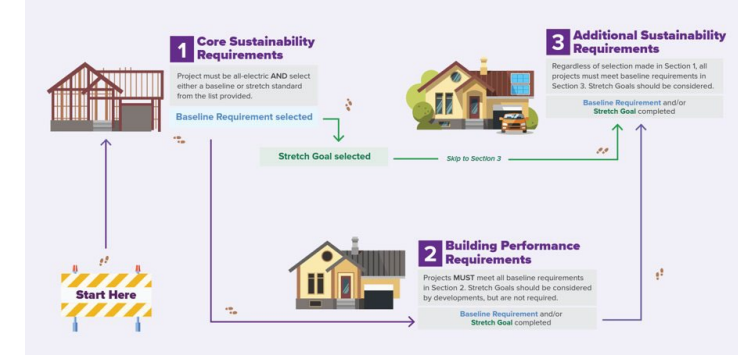 1 Core Sustainability
Requirements
Project must be all-electric AND select
either a baseline or stretch standard
from the list provided.
Baseline Requirement selected
Stretch Goal selected
Skip to Section 3
3 Additional Sustainability
Requirements
Regardless of selection made in Section 1, all
projects must meet baseline requirements in
Section 3. Stretch Goals should be considered.
Baseline Requirement and/or
Stretch Goal completed
2 Building Performance
Requirements
Projects MUST meet all baseline requirements
in Section 2. Stretch Goals should be considered
by developments, but are not required.
Baseline Requirement and/or
Stretch Goal completed
Start Here